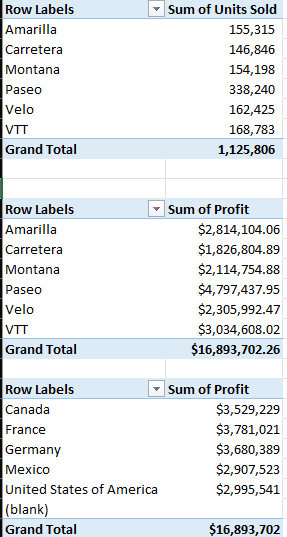 Row Labels Sum of Units Sold
Amarilla 155,315
Carretera 146,846
Montana 154,198
Paseo 338,240
Velo 162,425
VTT 168,783
Grand Total 1,125,806
Row Labels Sum of Profit
Amarilla $2,814,104.06
Carretera $1,826,804.89
Montana $2,114,754.88
Paseo $4,797,437.95
Velo $2,305,992.47
VTT $3,034,608.02
Grand Total $16,893,702.26
Row Labels Sum of Profit
Canada $3,529,229
France $3,781,021
Germany $3,680,389
Mexico $2,907,523
United States of America $2,995,541
(blank)
Grand Total $16,893,702